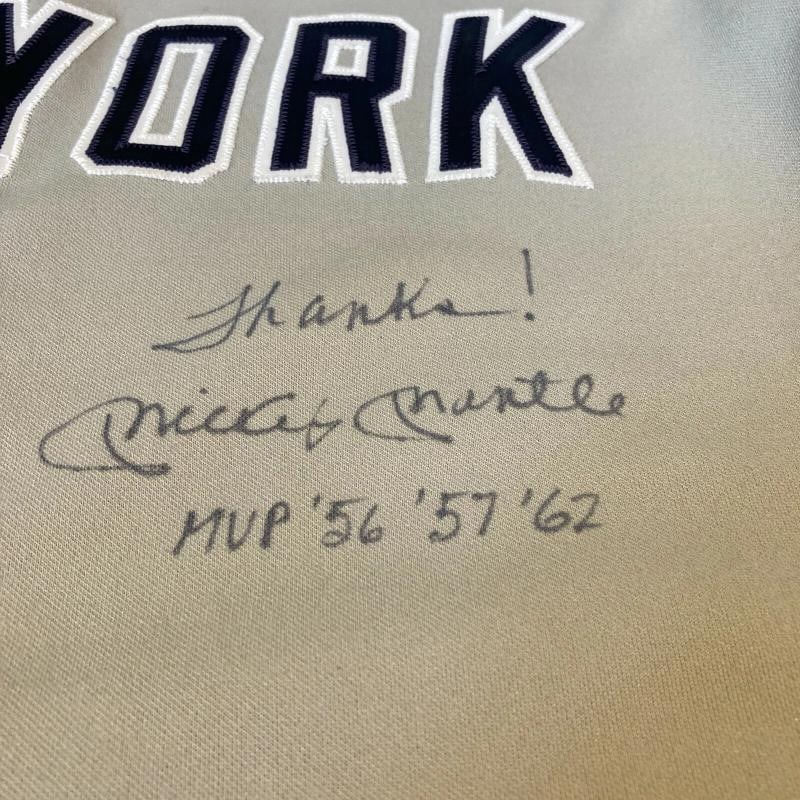 YORK
Thanks!
Mickey Mantle
MVP '56 '57 '62